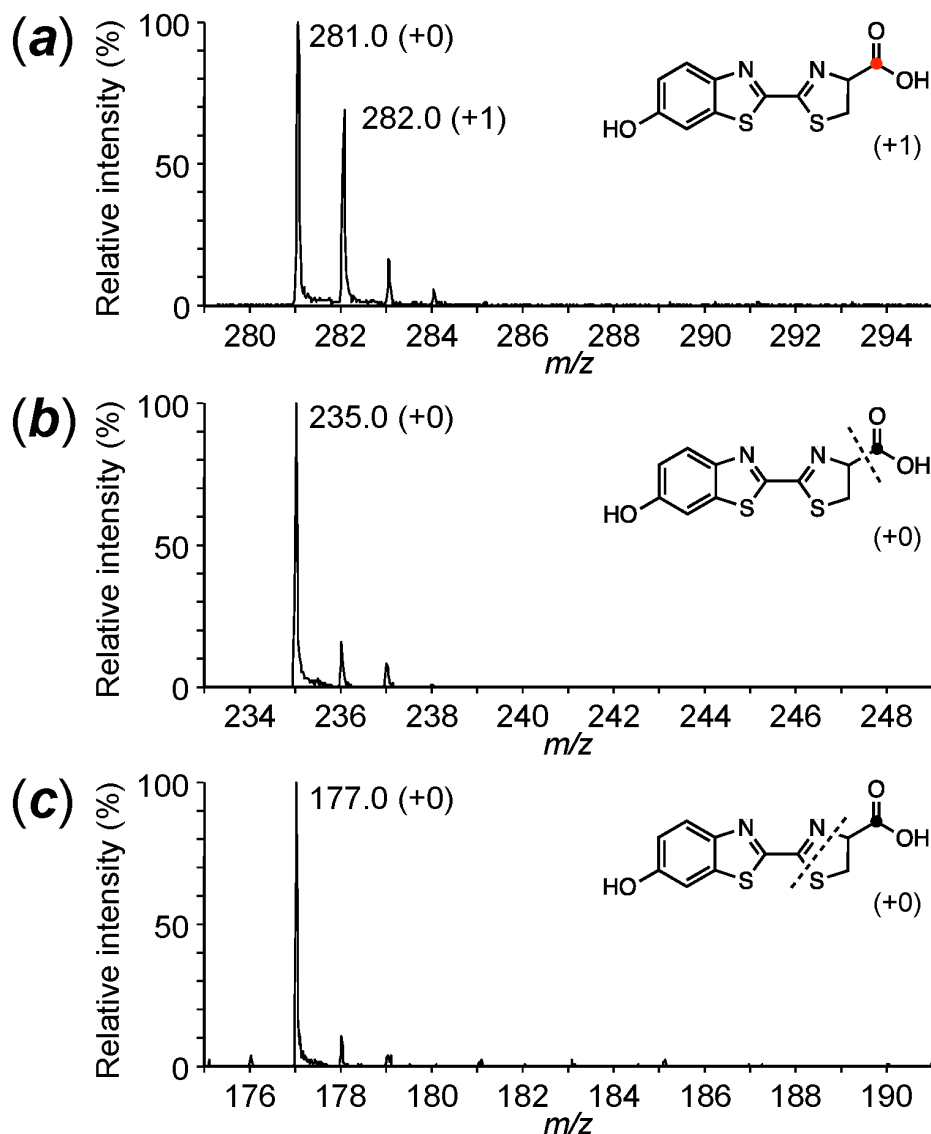 (a)
Relative intensity (%)
100
50
0
281.0 (+0)
282.0 (+1)
N
N
S
S
HO
O
OH
(+1)
280 282 284 286 288 290 292 294
m/z
(b)
Relative intensity (%)
100
50
0
235.0 (+0)
N
N
S
S
HO
O
OH
(+0)
234 236 238 240 242 244 246 248
m/z
(c)
Relative intensity (%)
100
50
0
177.0 (+0)
N
N
S
S
HO
O
OH
(+0)
176 178 180 182 184 186 188 190
m/z